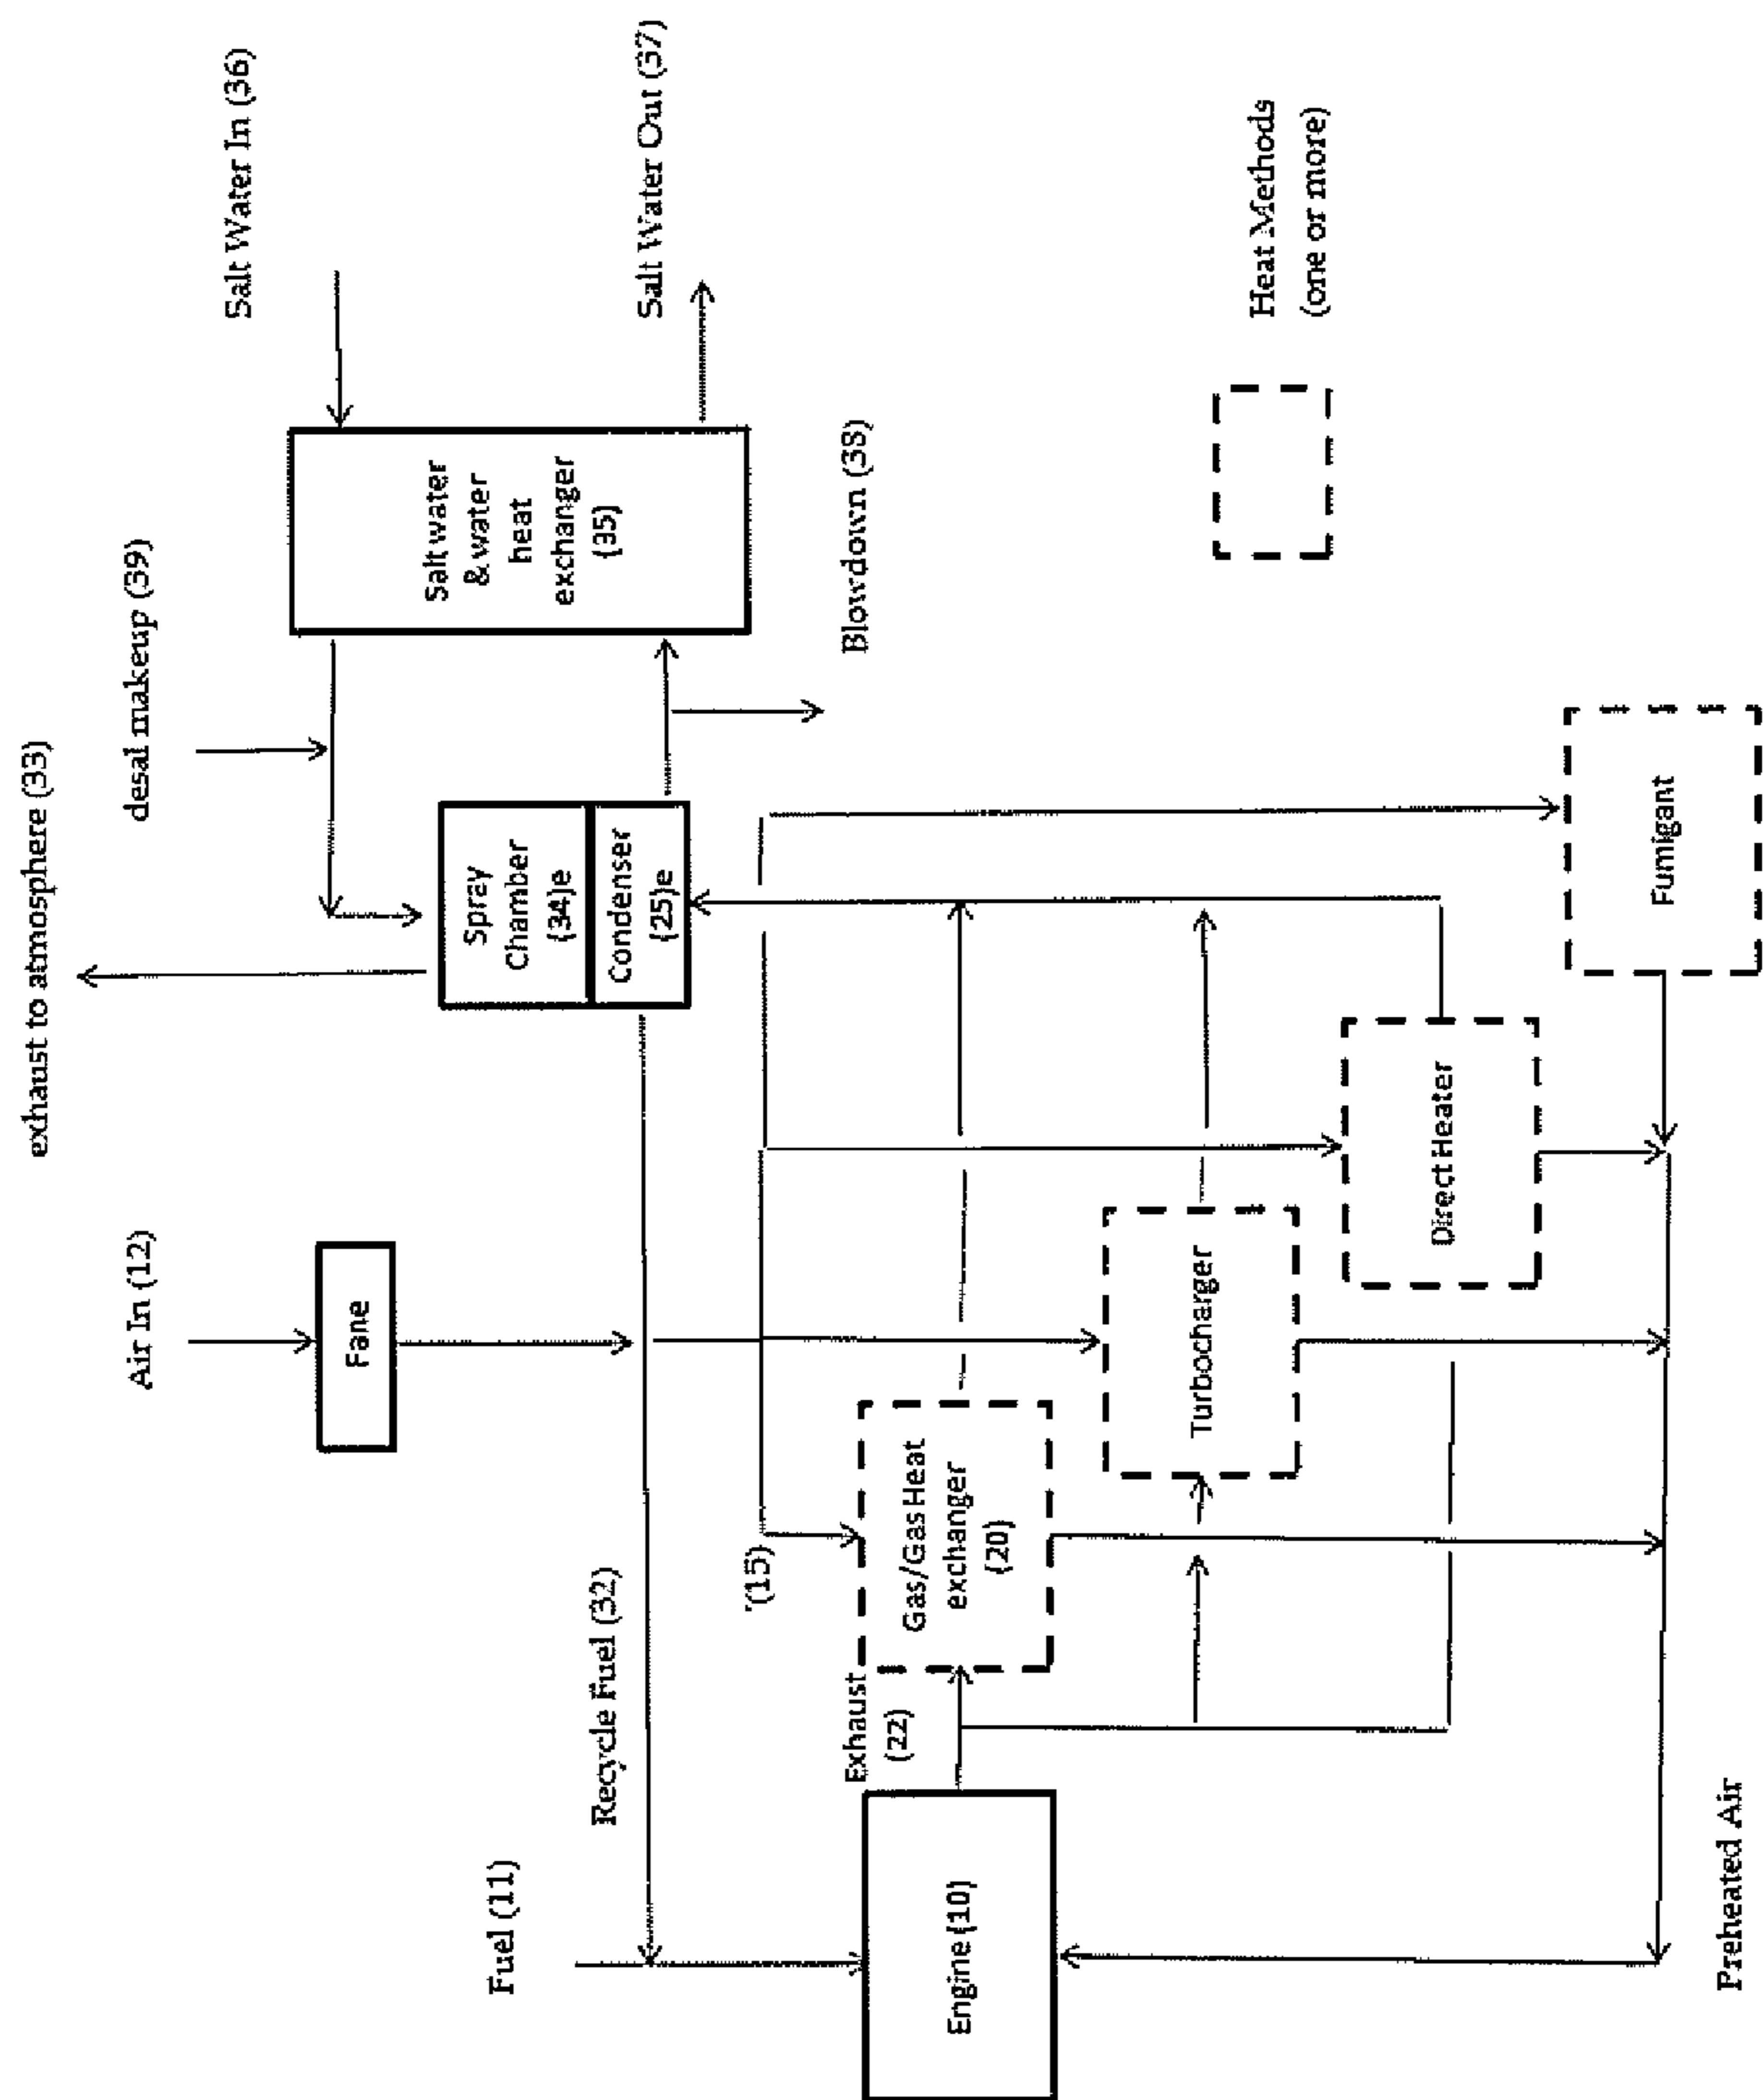 exhaust to atmosphere (33)
desal makeup (39)
Air In (12)
Fane
Salt Water In (36)
Saltwater
& water
heat
exchanger
(35)
Spray
Chamber
(34)e
Condenser
(25)e
Salt Water Out (37)
Blowdown (38)
Fuel (11)
Recycle Fuel (32)
'(15)
Exhaust
(22)
Gas/Gas Heat
exchanger
(20)
Engine (10)
Turbocharger
Direct Heater
Fumigant
Heat Methods
(one or more)
Preheated Air